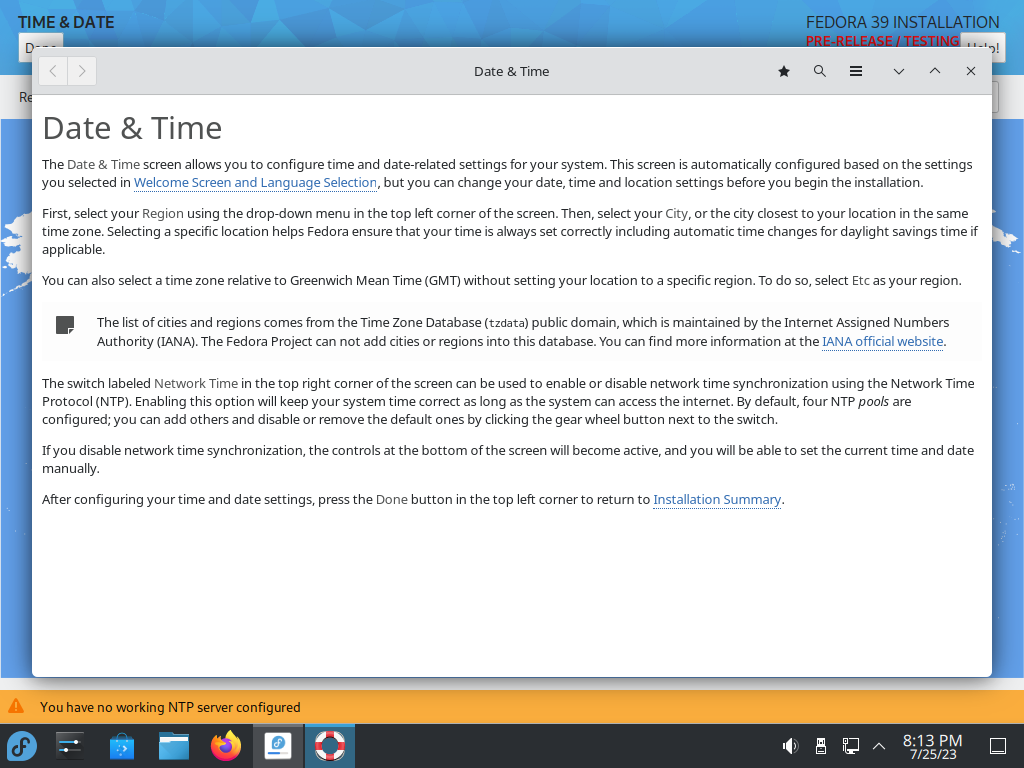 TIME & DATE
FEDORA 39 INSTALLATION
PRE-RELEASE / TESTING
Date & Time
Date & Time
The Date & Time screen allows you to configure time and date-related settings for your system. This screen is automatically configured based on the settings
you selected in Welcome Screen and Language Selection, but you can change your date, time and location settings before you begin the installation.
First, select your Region using the drop-down menu in the top left corner of the screen. Then, select your City, or the city closest to your location in the same
time zone. Selecting a specific location helps Fedora ensure that your time is always set correctly including automatic time changes for daylight savings time if
applicable.
You can also select a time zone relative to Greenwich Mean Time (GMT) without setting your location to a specific region. To do so, select Etc as your region.
The list of cities and regions comes from the Time Zone Database (tzdata) public domain, which is maintained by the Internet Assigned Numbers
Authority (IANA). The Fedora Project can not add cities or regions into this database. You can find more information at the IANA official website.
The switch labeled Network Time in the top right corner of the screen can be used to enable or disable network time synchronization using the Network Time
Protocol (NTP). Enabling this option will keep your system time correct as long as the system can access the internet. By default, four NTP pools are
configured; you can add others and disable or remove the default ones by clicking the gear wheel button next to the switch.
If you disable network time synchronization, the controls at the bottom of the screen will become active, and you will be able to set the current time and date
manually.
After configuring your time and date settings, press the Done button in the top left corner to return to Installation Summary.
You have no working NTP server configured
8:13 PM
7/25/23